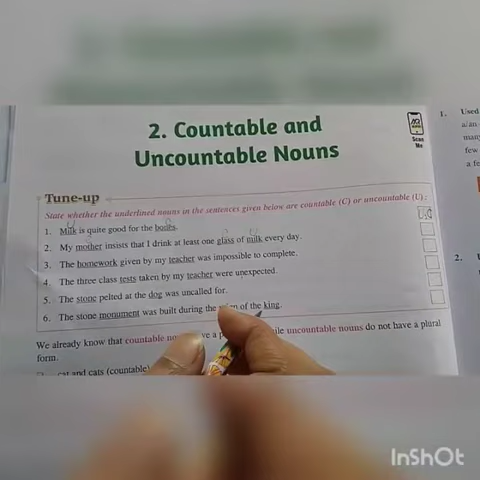 2. Countable and
Uncountable Nouns
Scan
Me
Tune-up
State whether the underlined nouns in the sentences given below are countable (C) or uncountable (U):
1. Milk is quite good for the bones.
U,C
2. My mother insists that I drink at least one glass of milk every day.
3. The homework given by my teacher was impossible to complete.
4. The three class tests taken by my teacher were unexpected.
5. The stone pelted at the dog was uncalled for.
6. The stone monument was built during the of the king.
We already know that countable have a uncountable nouns do not have a plural
form.
cat and cats (countable)
1. Used
a/an
many
few
a fe
2.
InShOt